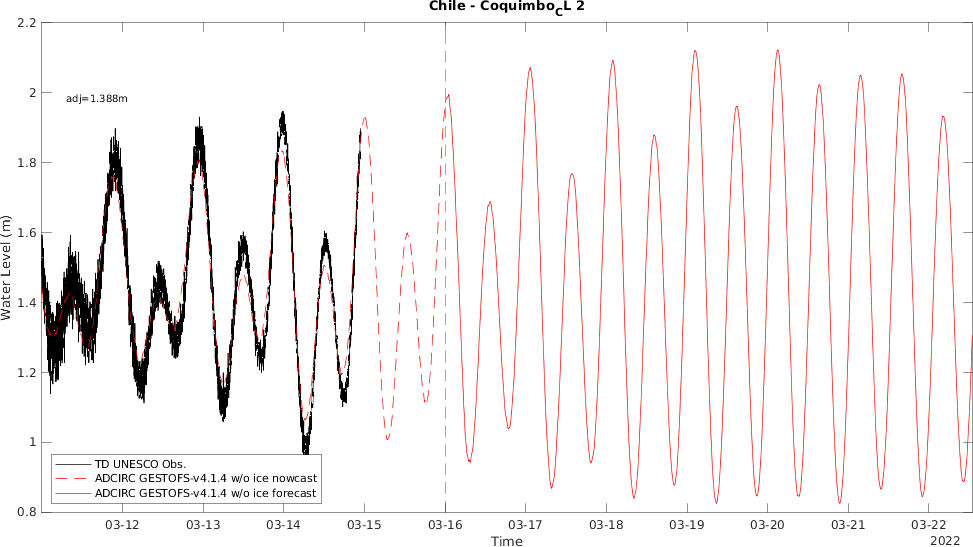 Chile - Coquimbo_CL 2
2.2
2
1.8
1.6
1.4
1.2
1
0.8
Water Level (m)
adj=1.388m
TD UNESCO Obs.
ADCIRC GESTOFS-v4.1.4 w/o ice nowcast
ADCIRC GESTOFS-v4.1.4 w/o ice forecast
03-12 03-13 03-14 03-15 03-16 03-17 03-18 03-19 03-20 03-21 03-22
Time
2022